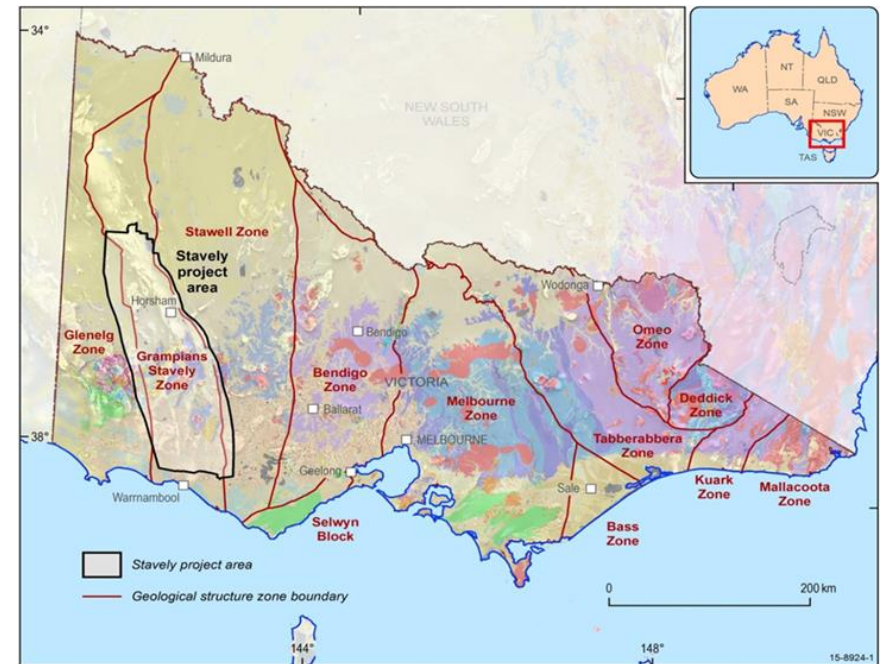 34°
Mildura
NEW SOUTH
WALES
WA
NT
QLD
SA
NSW
VIC
TAS
Stawell Zone
Stavely
project
area
Horsham
Wodonga
Omeo
Zone
Glenelg
Zone
Grampians
Stavely
Zone
Bendigo
Bendigo
Zone
VICTORIA
Ballarat
Melbourne
Zone
Deddick
Zone
38°
MELBOURNE
Tabberabbera
Zone
Geelong
Sale
Kuark
Zone
Mallacoota
Zone
Warrnambool
Selwyn
Block
Bass
Zone
Stavely project area
Geological structure zone boundary
0
200 km
144°
148°
15-8924-1